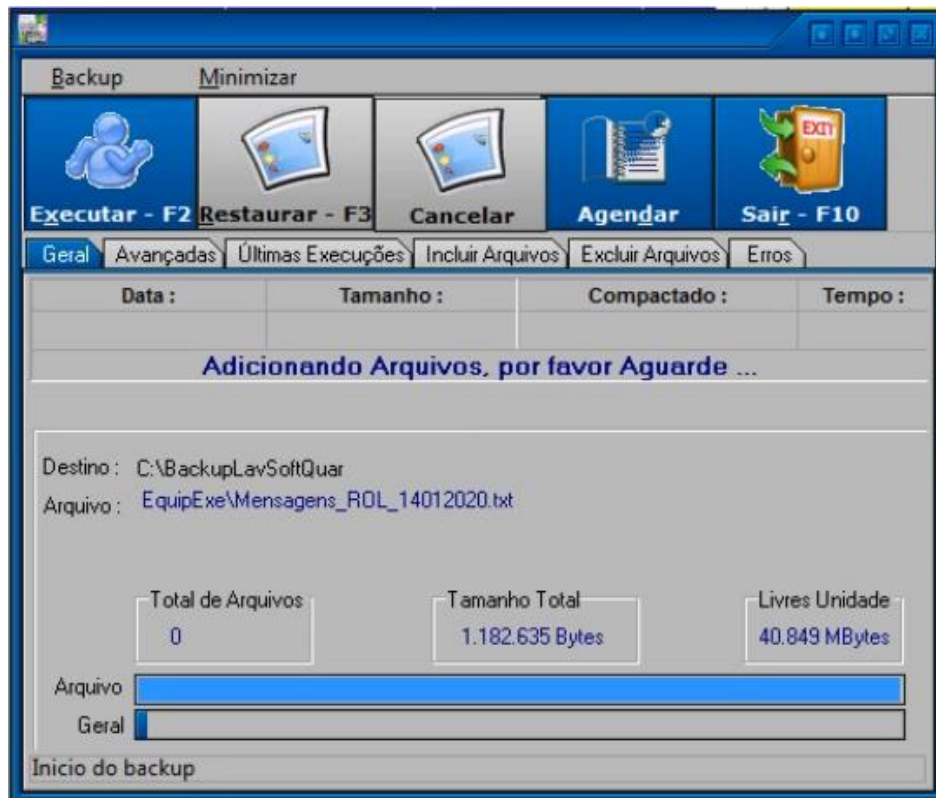 Backup Minimizar
EXIT
Executar - F2 Restaurar - F3 Cancelar Agendar Sair - F10
Geral Avançadas Últimas Execuções Incluir Arquivos Excluir Arquivos Erros
Data : Tamanho : Compactado : Tempo :
Adicionando Arquivos, por favor Aguarde ...
Destino : C:\BackupLavSoftQuar
Arquivo : EquipExe\Mensagens_ROL_14012020.txt
Total de Arquivos Tamanho Total Livres Unidade
0 1.182.635 Bytes 40.849 MBytes
Arquivo
Geral
Inicio do backup